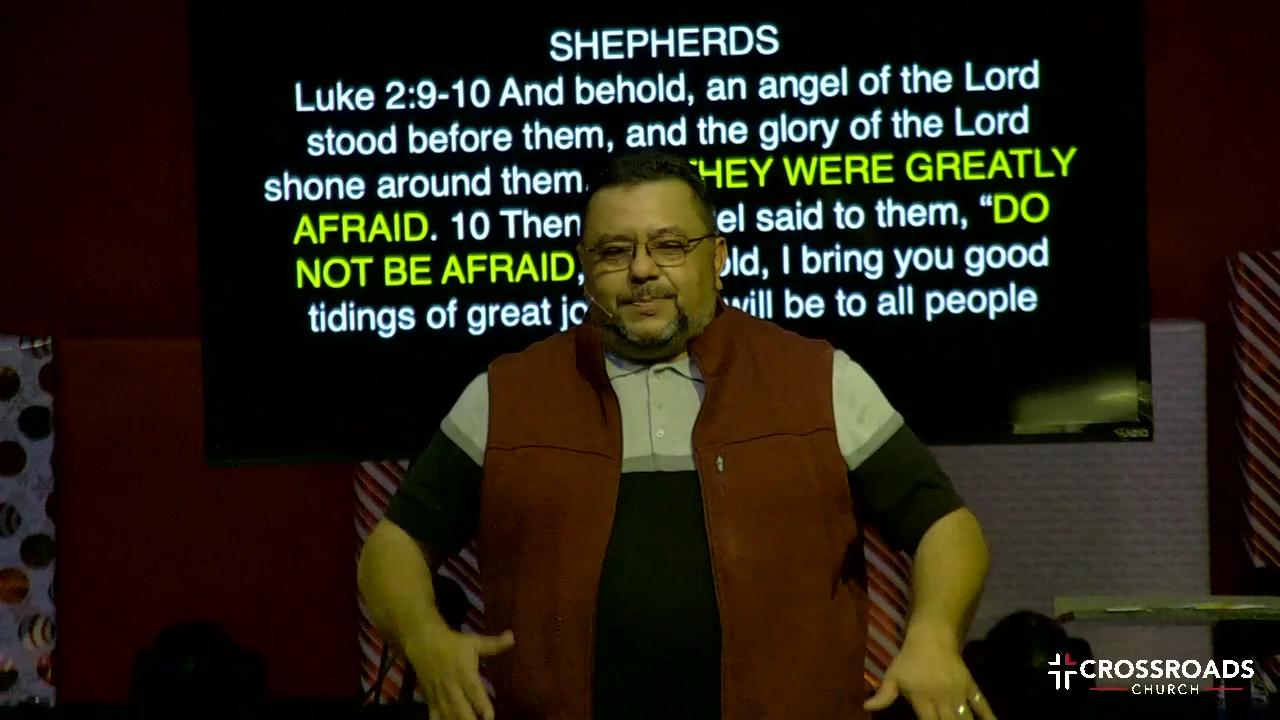 SHEPHERDS
Luke 2:9-10 And behold, an angel of the Lord
stood before them, and the glory of the Lord
shone around them. HEY WERE GREATLY
AFRAID. 10 Then el said to them, “DO
NOT BE AFRAID, old, I bring you good
tidings of great jo will be to all people
CROSSROADS
CHURCH